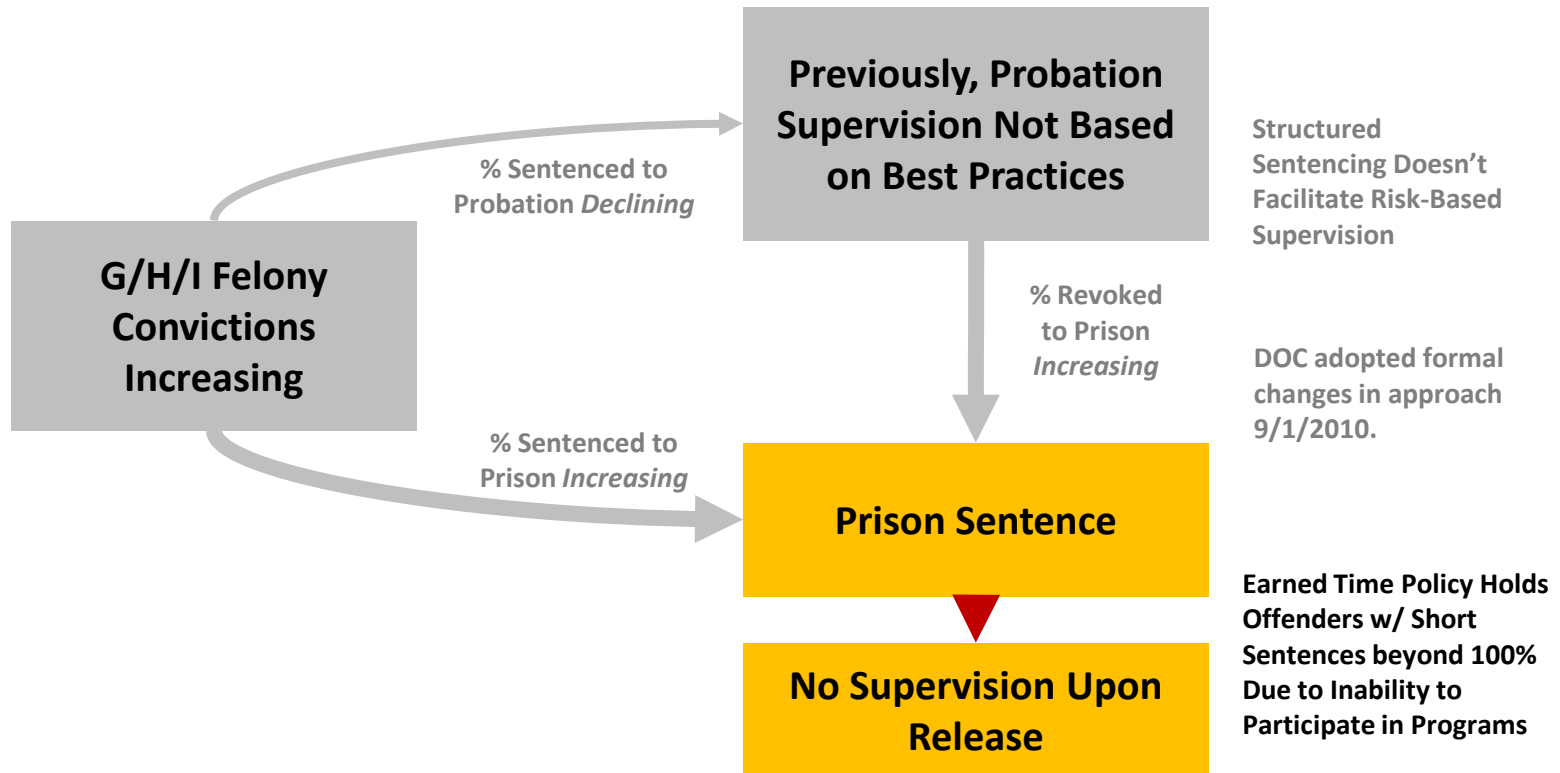 Previously, Probation
Supervision Not Based
on Best Practices
Structured
Sentencing Doesn’t
Facilitate Risk-Based
Supervision
% Sentenced to
Probation Declining
G/H/I Felony
Convictions
Increasing
% Revoked
to Prison
Increasing
DOC adopted formal
changes in approach
9/1/2010.
% Sentenced to
Prison Increasing
Prison Sentence
Earned Time Policy Holds
Offenders w/ Short
Sentences beyond 100%
Due to Inability to
Participate in Programs
No Supervision Upon
Release